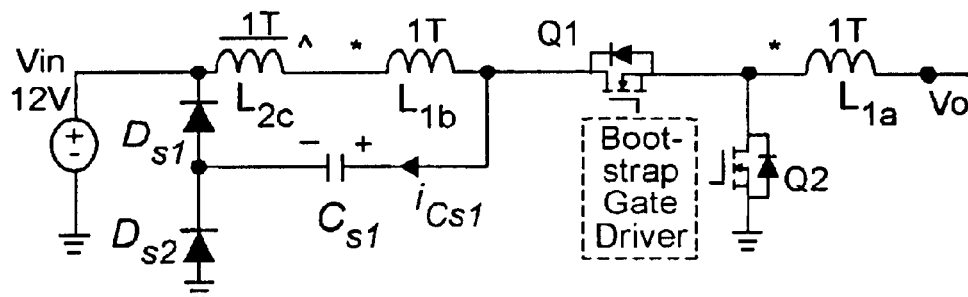 1T
^
*
1T
Q1
*
1T
Vin
12V
L2c
L1b
L1a
Vo
+
-
Ds1
− +
iCs1
Cs1
Ds2
Boot-
strap
Gate
Driver
Q2